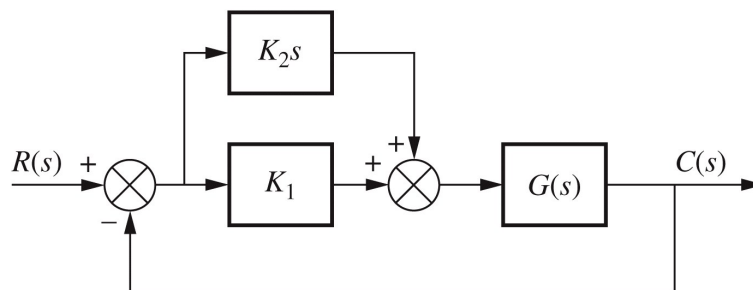 K₂s
R(s) + K₁ + + G(s) C(s)
−